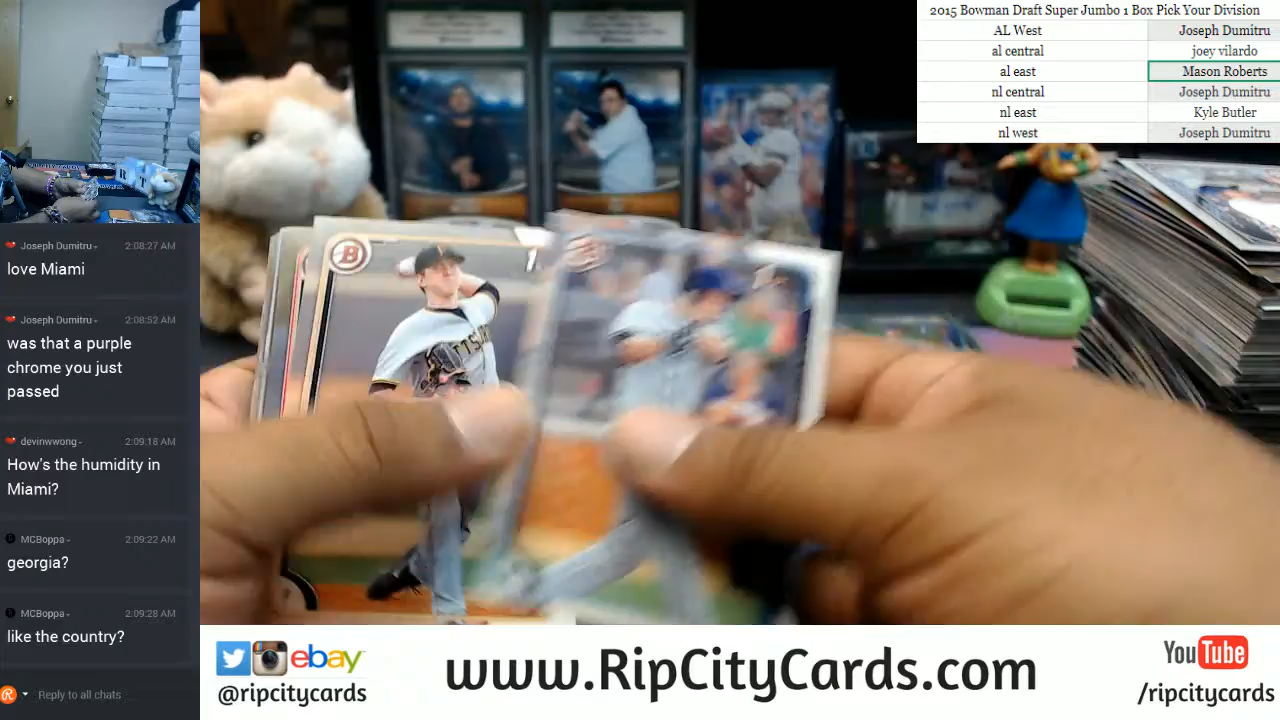 2015 Bowman Draft Super Jumbo 1 Box Pick Your Division
AL West Joseph Dumitru
al central joey vilardo
al east Mason Roberts
nl central Joseph Dumitru
nl east Kyle Butler
nl west Joseph Dumitru
Joseph Dumitru 2:08:27 AM
love Miami
Joseph Dumitru 2:08:52 AM
was that a purple
chrome you just
passed
devinwwong 2:09:18 AM
How's the humidity in
Miami?
MCBoppa 2:09:22 AM
georgia?
MCBoppa 2:09:28 AM
like the country?
Reply to all chats
B
ebay
@ripcitycards
www.RipCityCards.com
YouTube
/ripcitycards